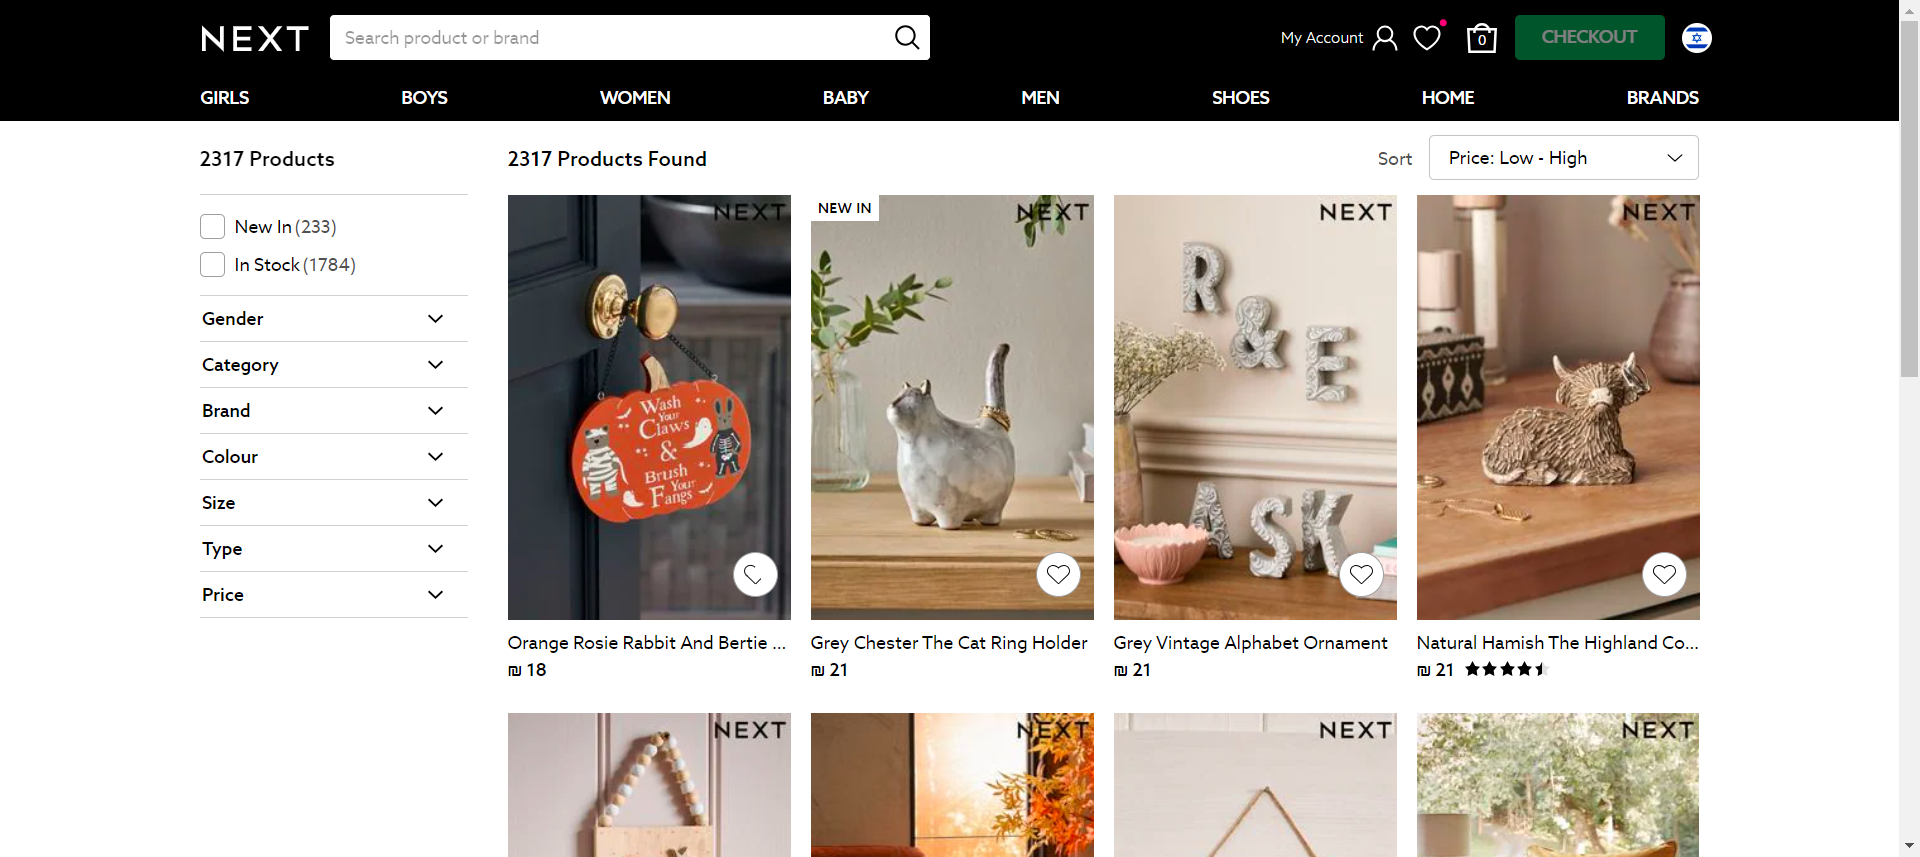 NEXT
Search product or brand
My Account
0
CHECKOUT
GIRLS
BOYS
WOMEN
BABY
MEN
SHOES
HOME
BRANDS
2317 Products
2317 Products Found
Sort
Price: Low - High
New In (233)
In Stock (1784)
Gender
Category
Brand
Colour
Size
Type
Price
NEXT
Wash
Your
Claws
&
Brush
Your
Fangs
Orange Rosie Rabbit And Bertie ...
₪ 18
NEW IN
NEXT
Grey Chester The Cat Ring Holder
₪ 21
NEXT
R & E
ASK
Grey Vintage Alphabet Ornament
₪ 21
NEXT
Natural Hamish The Highland Co...
₪ 21
NEXT
NEXT
NEXT
NEXT